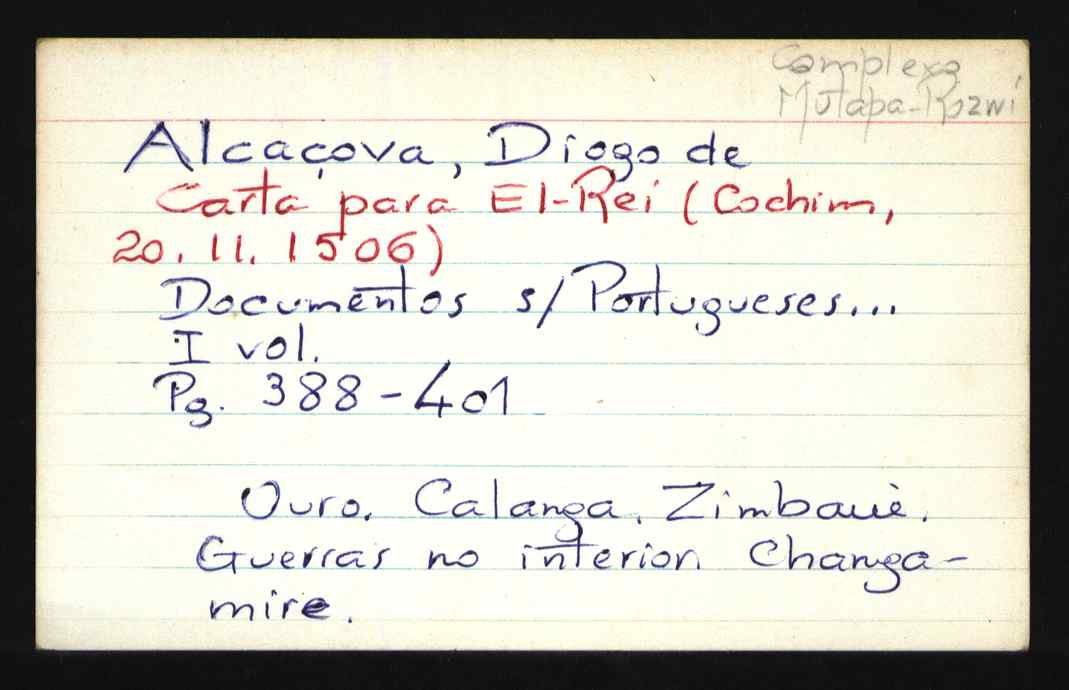 Complexo
Mutapa-Rozwi
Alcaçova, Diogo de
Carta para El-Rei (Cochim,
20.11.1506)
Documentos s/Portugueses...
I vol.
Pg. 388-401
Ouro. Calanga. Zimbauè.
Guerras no interior. Changa-
mire.